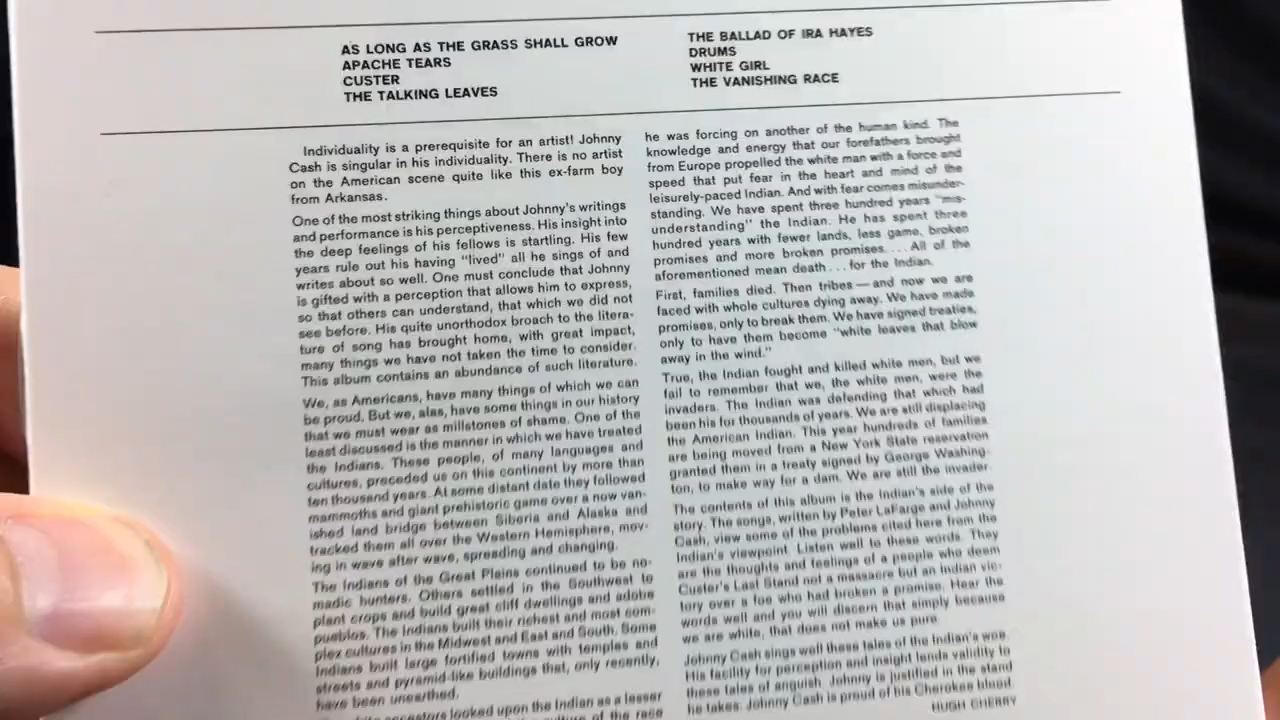 AS LONG AS THE GRASS SHALL GROW
APACHE TEARS
CUSTER
THE TALKING LEAVES
THE BALLAD OF IRA HAYES
DRUMS
WHITE GIRL
THE VANISHING RACE
Individuality is a prerequisite for an artist! Johnny
Cash is singular in his individuality. There is no artist
on the American scene quite like this ex-farm boy
from Arkansas.
One of the most striking things about Johnny's writings
and performance is his perceptiveness. His insight into
the deep feelings of his fellows is startling. His few
years rule out his having "lived" all he sings of and
writes about so well. One must conclude that Johnny
is gifted with a perception that allows him to express,
so that others can understand, that which we did not
see before. His quite unorthodox broach to the litera-
ture of song has brought home, with great impact,
many things we have not taken the time to consider.
This album contains an abundance of such literature.
We, as Americans, have many things of which we can
be proud. But we, alas, have some things in our history
that we must wear as millstones of shame. One of the
least discussed is the manner in which we have treated
the Indians. These people, of many languages and
cultures, preceded us on this continent by more than
ten thousand years. At some distant date they followed
mammoths and giant prehistoric game over a now van-
ished land bridge between Siberia and Alaska and
tracked them all over the Western Hemisphere, mov-
ing in wave after wave, spreading and changing.
The Indians of the Great Plains continued to be no-
madic hunters. Others settled in the Southwest to
plant crops and build great cliff dwellings and adobe
pueblos. The Indians built their richest and most com-
plex cultures in the Midwest and East and South. Some
Indians built large fortified towns with temples and
streets and pyramid-like buildings that, only recently,
have been unearthed.
ancestors looked upon the Indian as a lesser
of the race
he was forcing on another of the human kind. The
knowledge and energy that our forefathers brought
from Europe propelled the white man with a force and
speed that put fear in the heart and mind of the
leisurely-paced Indian. And with fear comes misunder-
standing. We have spent three hundred years "mis-
understanding" the Indian. He has spent three
hundred years with fewer lands, less game, broken
promises and more broken promises. . . . All of the
aforementioned mean death . . . for the Indian.
First, families died. Then tribes — and now we are
faced with whole cultures dying away. We have made
promises, only to break them. We have signed treaties,
only to have them become "white leaves that blow
away in the wind."
True, the Indian fought and killed white men, but we
fail to remember that we, the white men, were the
invaders. The Indian was defending that which had
been his for thousands of years. We are still displacing
the American Indian. This year hundreds of families
are being moved from a New York State reservation
granted them in a treaty signed by George Washing-
ton, to make way for a dam. We are still the invader.
The contents of this album is the Indian's side of the
story. The songs, written by Peter LaFarge and Johnny
Cash, view some of the problems cited here from the
Indian's viewpoint. Listen well to these words. They
are the thoughts and feelings of a people who deem
Custer's Last Stand not a massacre but an Indian vic-
tory over a foe who had broken a promise. Hear the
words well and you will discern that simply because
we are white, that does not make us pure.
Johnny Cash sings well these tales of the Indian's woe.
His facility for perception and insight lends validity to
these tales of anguish. Johnny is justified in the stand
he takes. Johnny Cash is proud of his Cherokee blood.
HUGH CHERRY